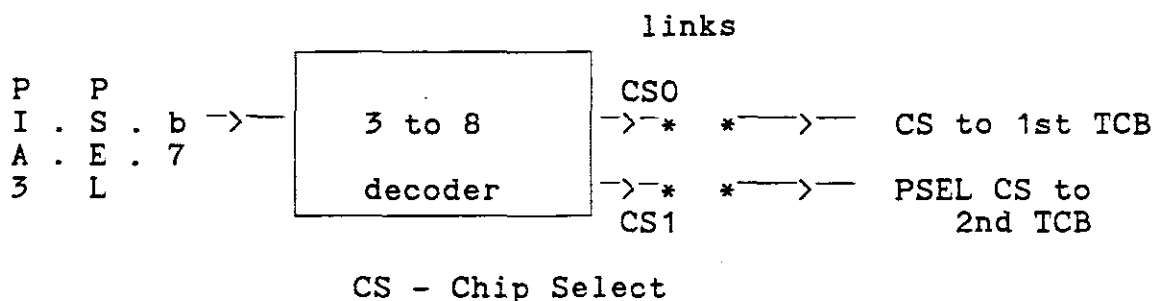 links
P P CS0
I . S . b ->- 3 to 8 ->-* *-->- CS to 1st TCB
A . E . 7
3 L decoder ->-* *-->- PSEL CS to
CS1 2nd TCB
CS - Chip Select